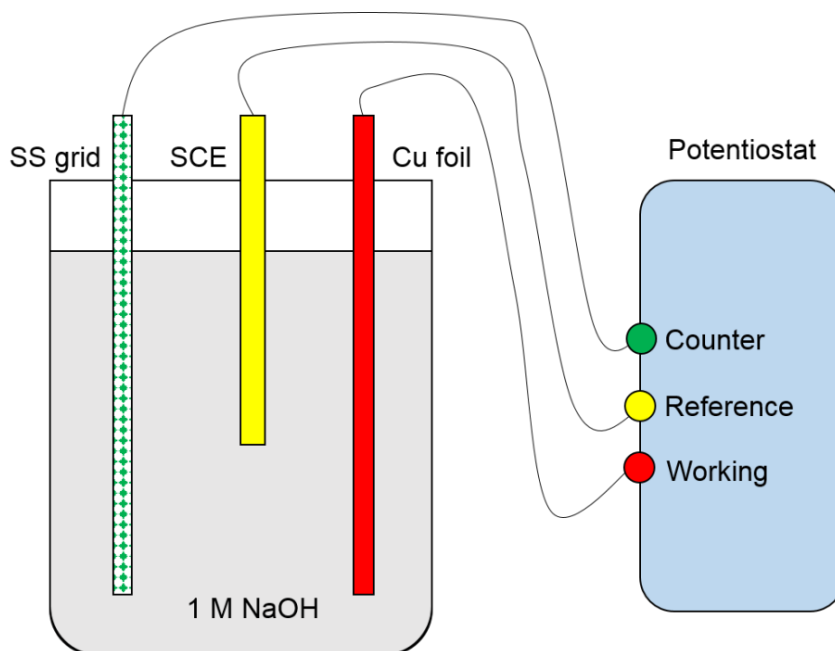 SS grid
SCE
Cu foil
Potentiostat
Counter
Reference
Working
1 M NaOH